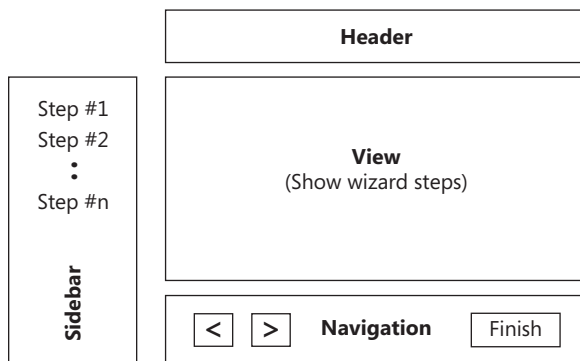 Header
Step #1
Step #2
:
Step #n
Sidebar
View
(Show wizard steps)
< > Navigation Finish